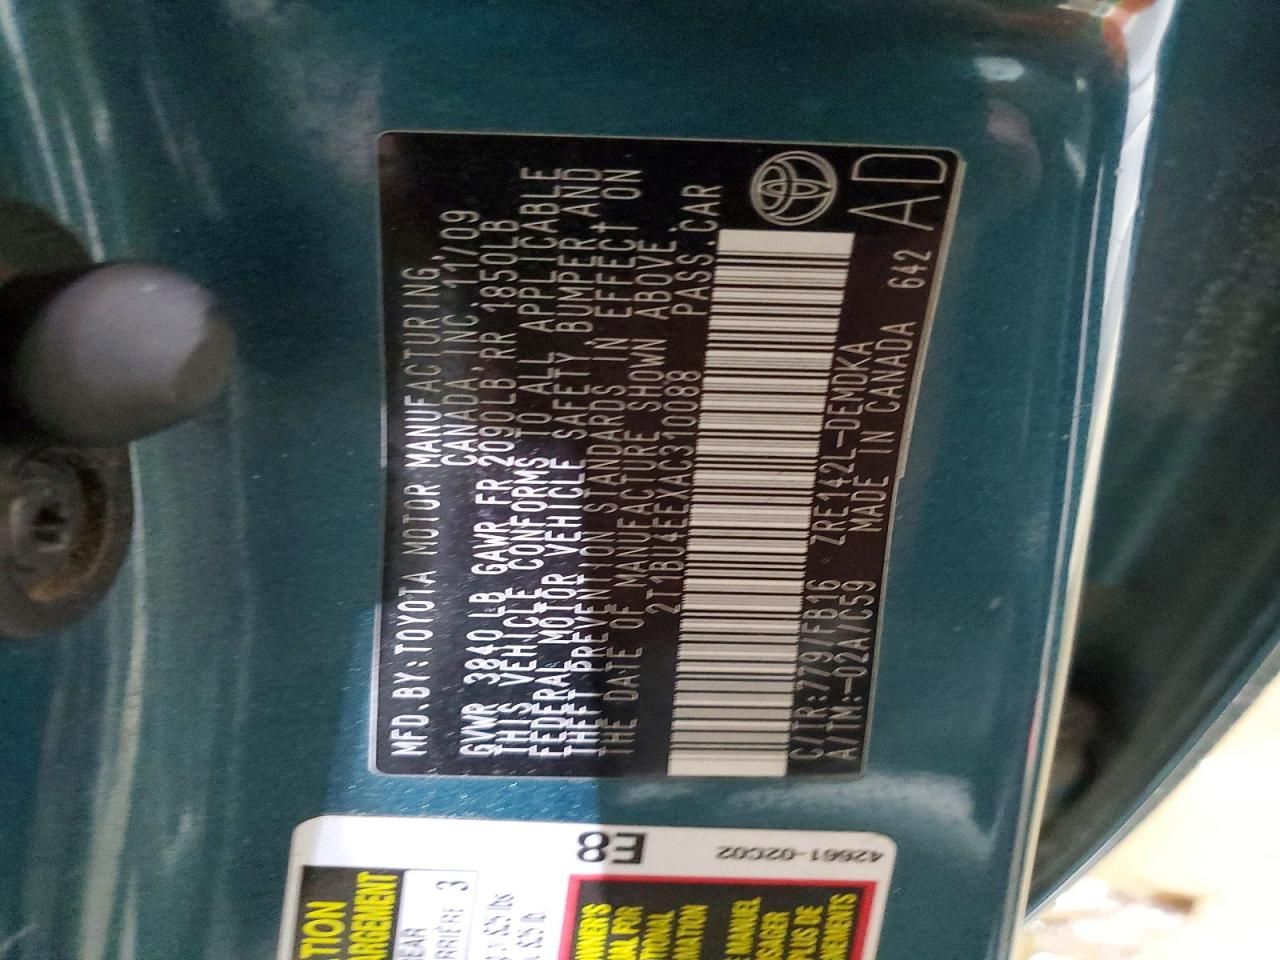 MFD.BY:TOYOTA MOTOR MANUFACTURING,
CANADA,INC. 11/09
GVWR 3840LB GAWR FR 2090LB RR 1850LB
THIS VEHICLE CONFORMS TO ALL APPLICABLE
FEDERAL MOTOR VEHICLE SAFETY,BUMPER,AND
THEFT PREVENTION STANDARDS IN EFFECT ON
THE DATE OF MANUFACTURE SHOWN ABOVE.
2T1BU4EEXAC310088 PASS.CAR
C/TR:779/FB16 ZRE142L-DEMDKA
A/TM:-02A/C59 MADE IN CANADA 642
AD
E8
42661-02C02
ARRIÈRE 3
OWNER'S